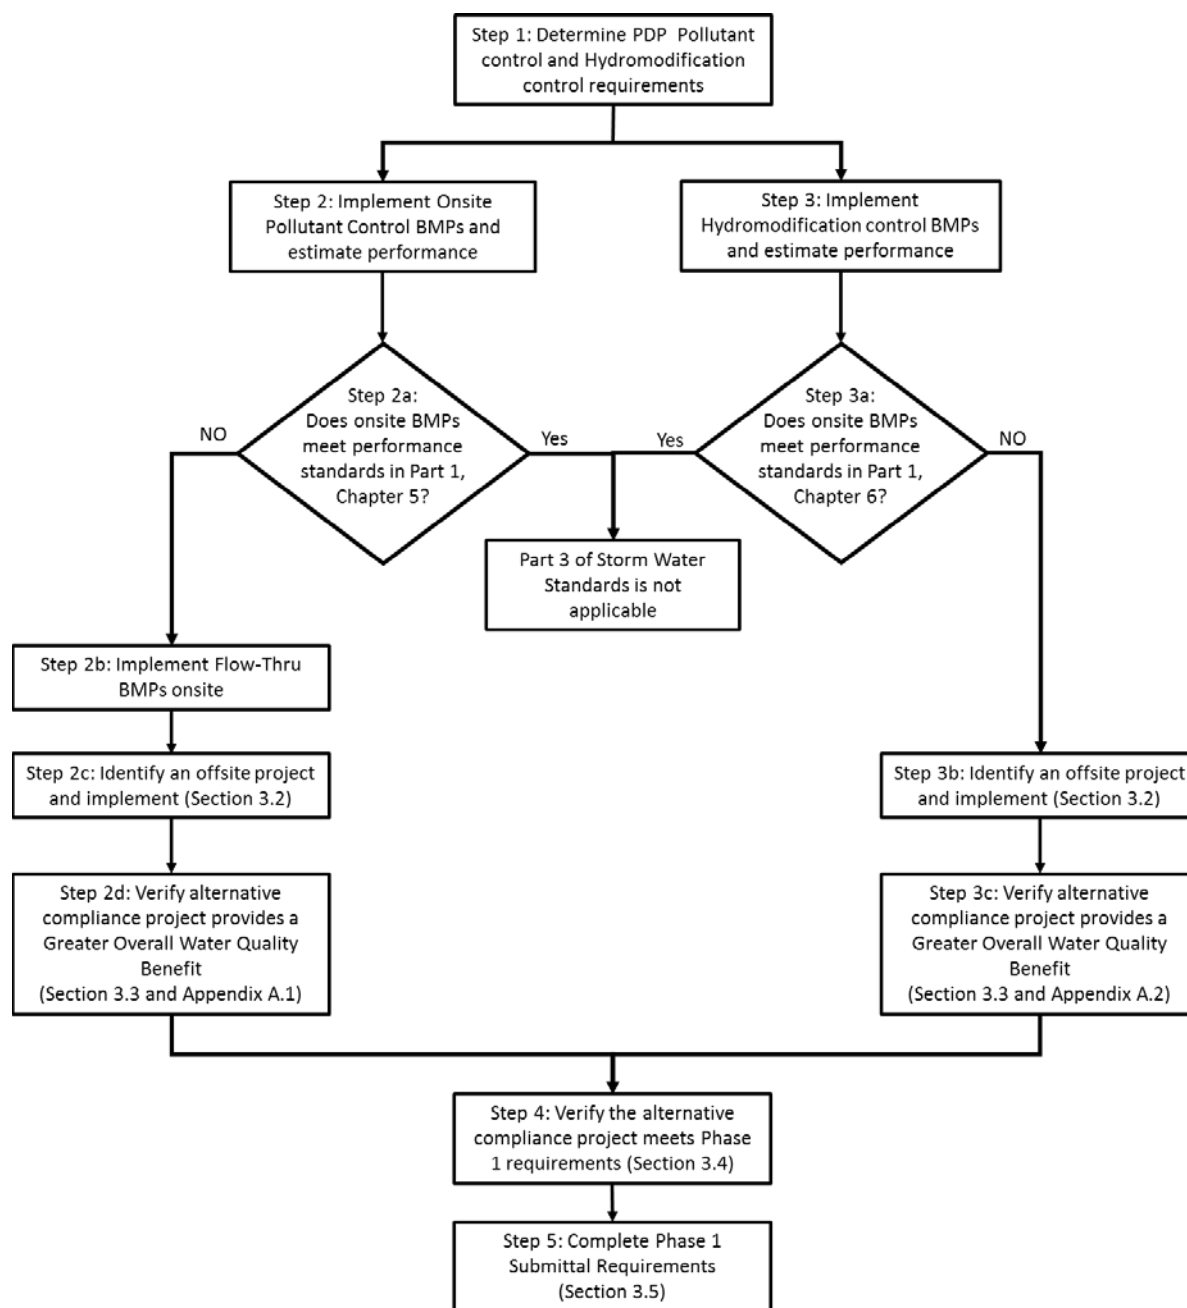 Step 1: Determine PDP Pollutant
control and Hydromodification
control requirements
Step 2: Implement Onsite
Pollutant Control BMPs and
estimate performance
Step 3: Implement
Hydromodification control BMPs
and estimate performance
Step 2a:
Does onsite BMPs
meet performance
standards in Part 1,
Chapter 5?
Step 3a:
Does onsite BMPs
meet performance
standards in Part 1,
Chapter 6?
NO
Yes
Yes
NO
Part 3 of Storm Water
Standards is not
applicable
Step 2b: Implement Flow-Thru
BMPs onsite
Step 2c: Identify an offsite project
and implement (Section 3.2)
Step 3b: Identify an offsite project
and implement (Section 3.2)
Step 2d: Verify alternative
compliance project provides a
Greater Overall Water Quality
Benefit
(Section 3.3 and Appendix A.1)
Step 3c: Verify alternative
compliance project provides a
Greater Overall Water Quality
Benefit
(Section 3.3 and Appendix A.2)
Step 4: Verify the alternative
compliance project meets Phase
1 requirements (Section 3.4)
Step 5: Complete Phase 1
Submittal Requirements
(Section 3.5)